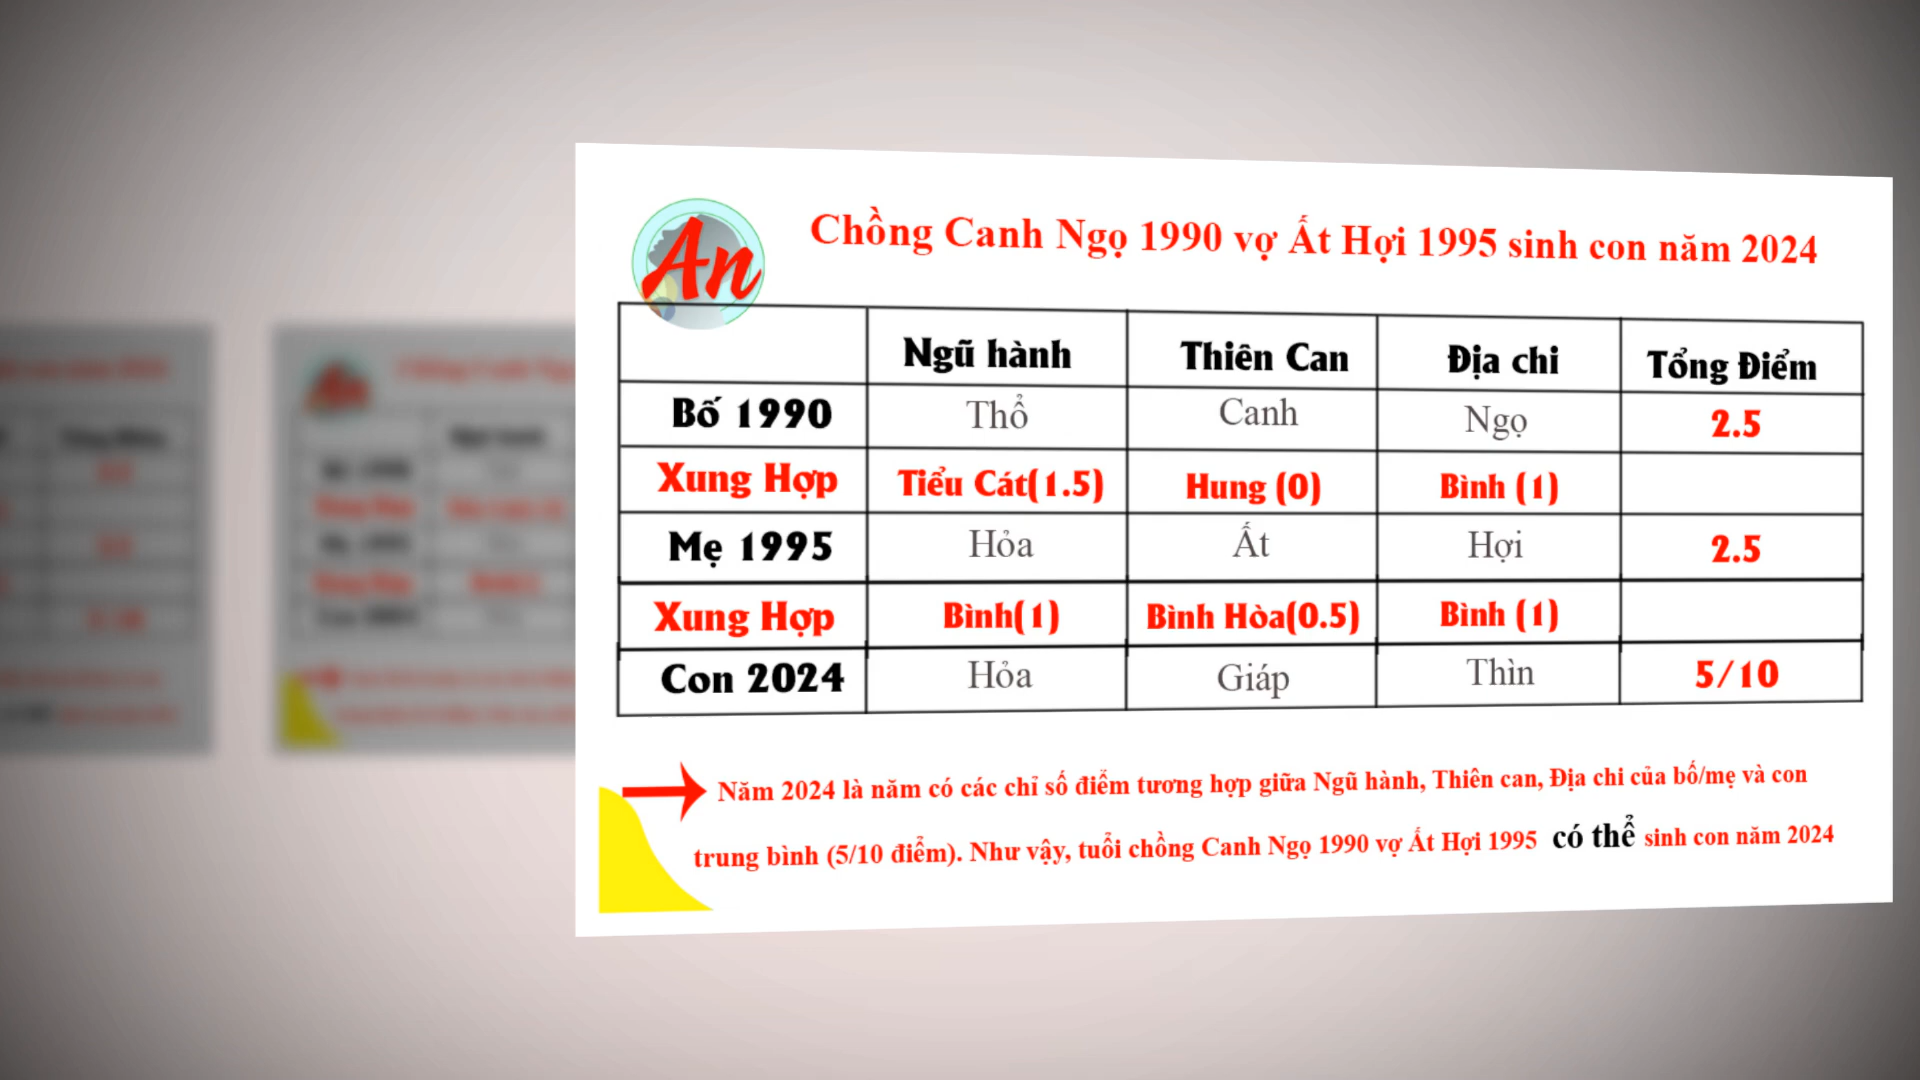 An
Chồng Canh Ngọ 1990 vợ Ất Hợi 1995 sinh con năm 2024
Ngũ hành Thiên Can Địa chi Tổng Điểm
Bố 1990 Thổ Canh Ngọ 2.5
Xung Hợp Tiểu Cát(1.5) Hung (0) Bình (1)
Mẹ 1995 Hỏa Ất Hợi 2.5
Xung Hợp Bình(1) Bình Hòa(0.5) Bình (1)
Con 2024 Hỏa Giáp Thìn 5/10
Năm 2024 là năm có các chỉ số điểm tương hợp giữa Ngũ hành, Thiên can, Địa chi của bố/mẹ và con
trung bình (5/10 điểm). Như vậy, tuổi chồng Canh Ngọ 1990 vợ Ất Hợi 1995 có thể sinh con năm 2024